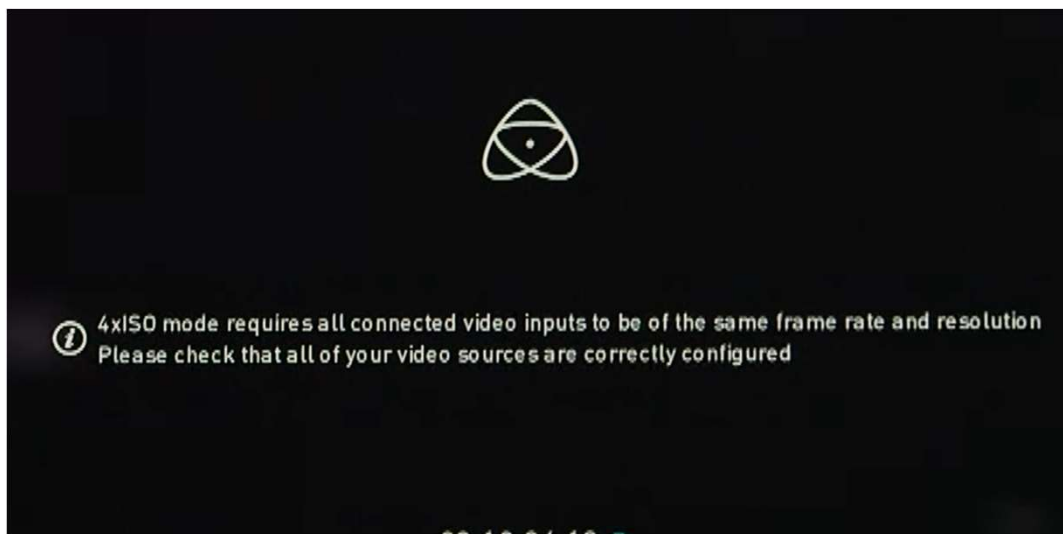 4xISO mode requires all connected video inputs to be of the same frame rate and resolution
Please check that all of your video sources are correctly configured